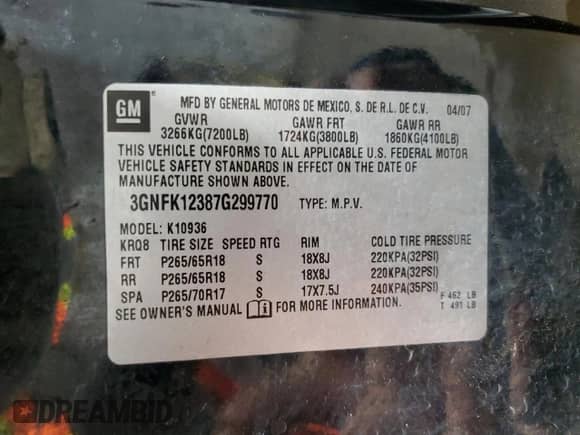 GM ®
MFD BY GENERAL MOTORS DE MEXICO, S. DE R.L. DE C.V. 04/07
GVWR GAWR FRT GAWR RR
3266KG(7200LB) 1724KG(3800LB) 1860KG(4100LB)
THIS VEHICLE CONFORMS TO ALL APPLICABLE U.S. FEDERAL MOTOR
VEHICLE SAFETY STANDARDS IN EFFECT ON THE DATE OF
MANUFACTURE SHOWN ABOVE.
3GNFK12387G299770 TYPE: M.P.V.
MODEL: K10936
KRQ8 TIRE SIZE SPEED RTG RIM COLD TIRE PRESSURE
FRT P265/65R18 S 18X8J 220KPA(32PSI)
RR P265/65R18 S 18X8J 220KPA(32PSI)
SPA P265/70R17 S 17X7.5J 240KPA(35PSI)
SEE OWNER'S MANUAL i FOR MORE INFORMATION.
F 462 LB
T 491 LB
DREAMBID